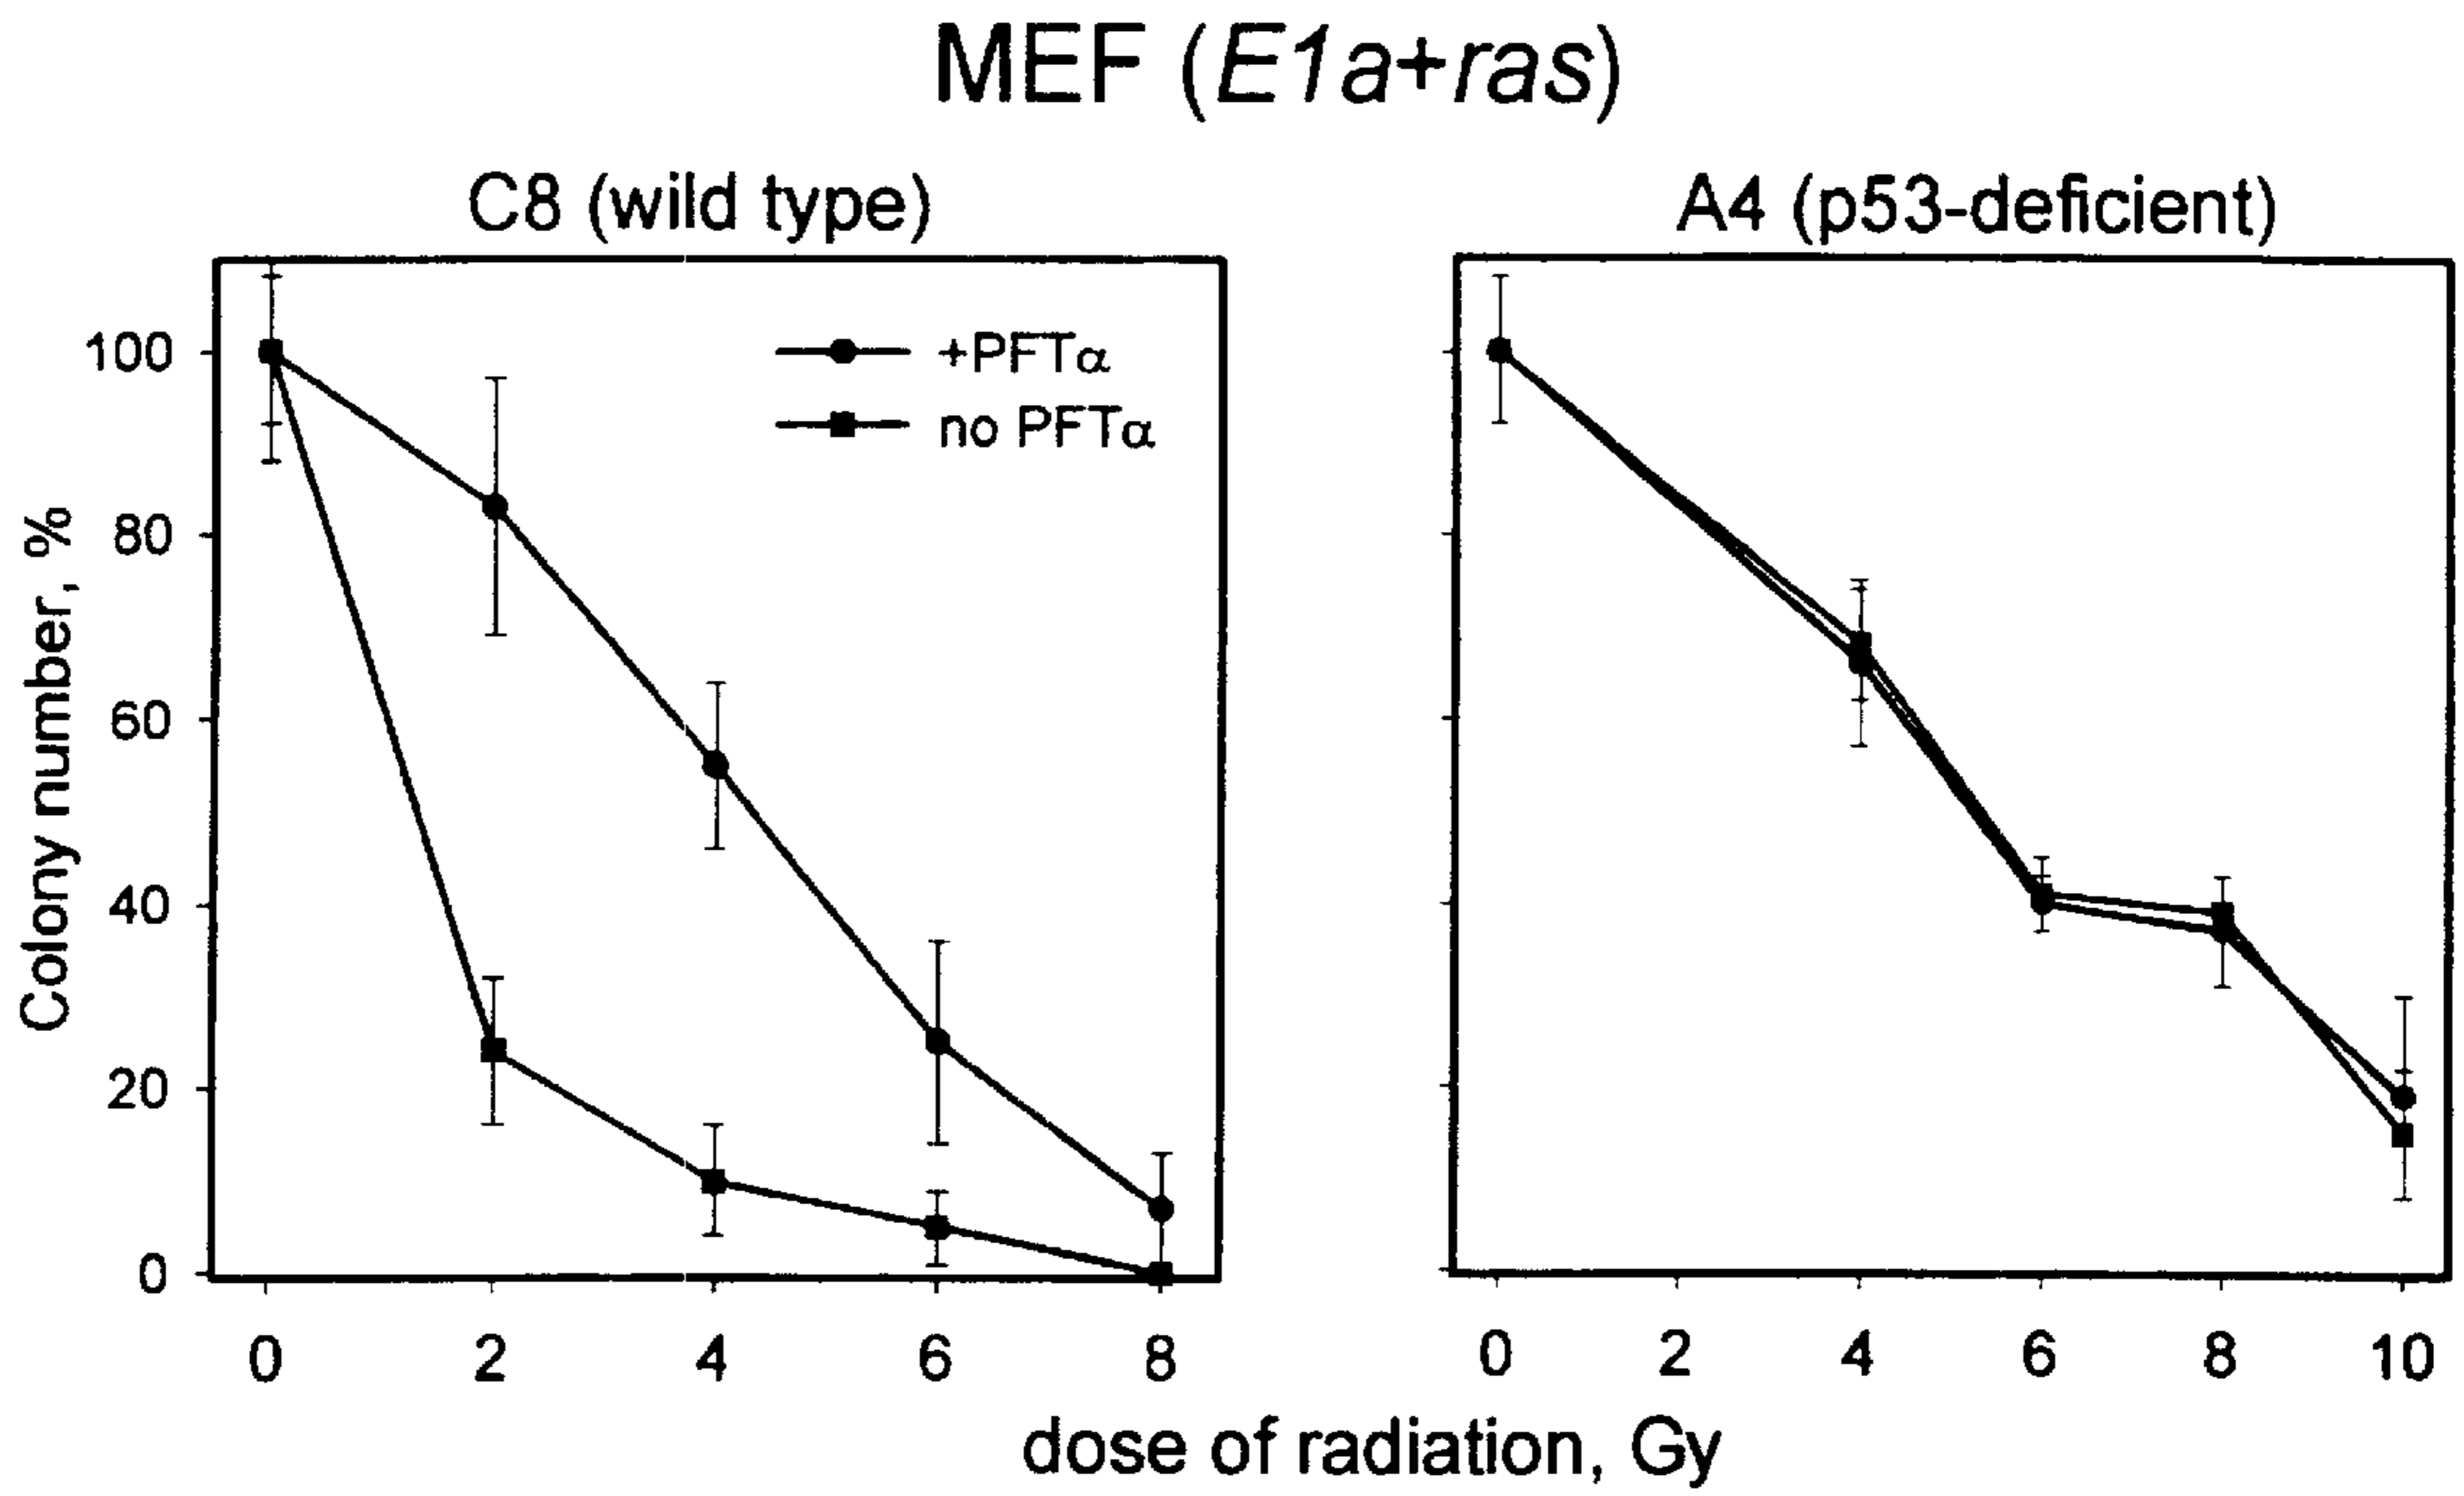 MEF (E1a+ras)
C8 (wild type)
A4 (p53-deficient)
+PFTα
no PFTα
Colony number, %
100
80
60
40
20
0
0 2 4 6 8
0 2 4 6 8 10
dose of radiation, Gy